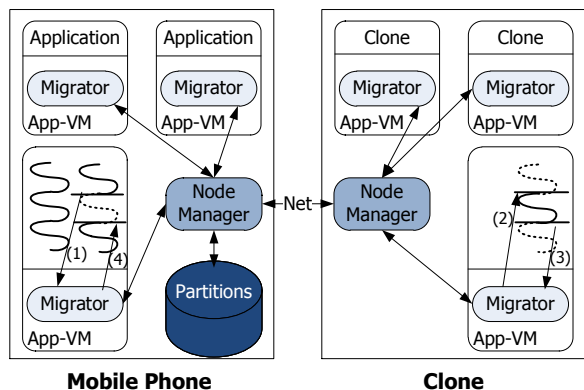 Application
Application
Migrator
Migrator
App-VM
App-VM
(1)
(4)
Migrator
App-VM
Node
Manager
Partitions
Mobile Phone
Net
Clone
Clone
Migrator
Migrator
App-VM
App-VM
Node
Manager
(2)
(3)
Migrator
App-VM
Clone